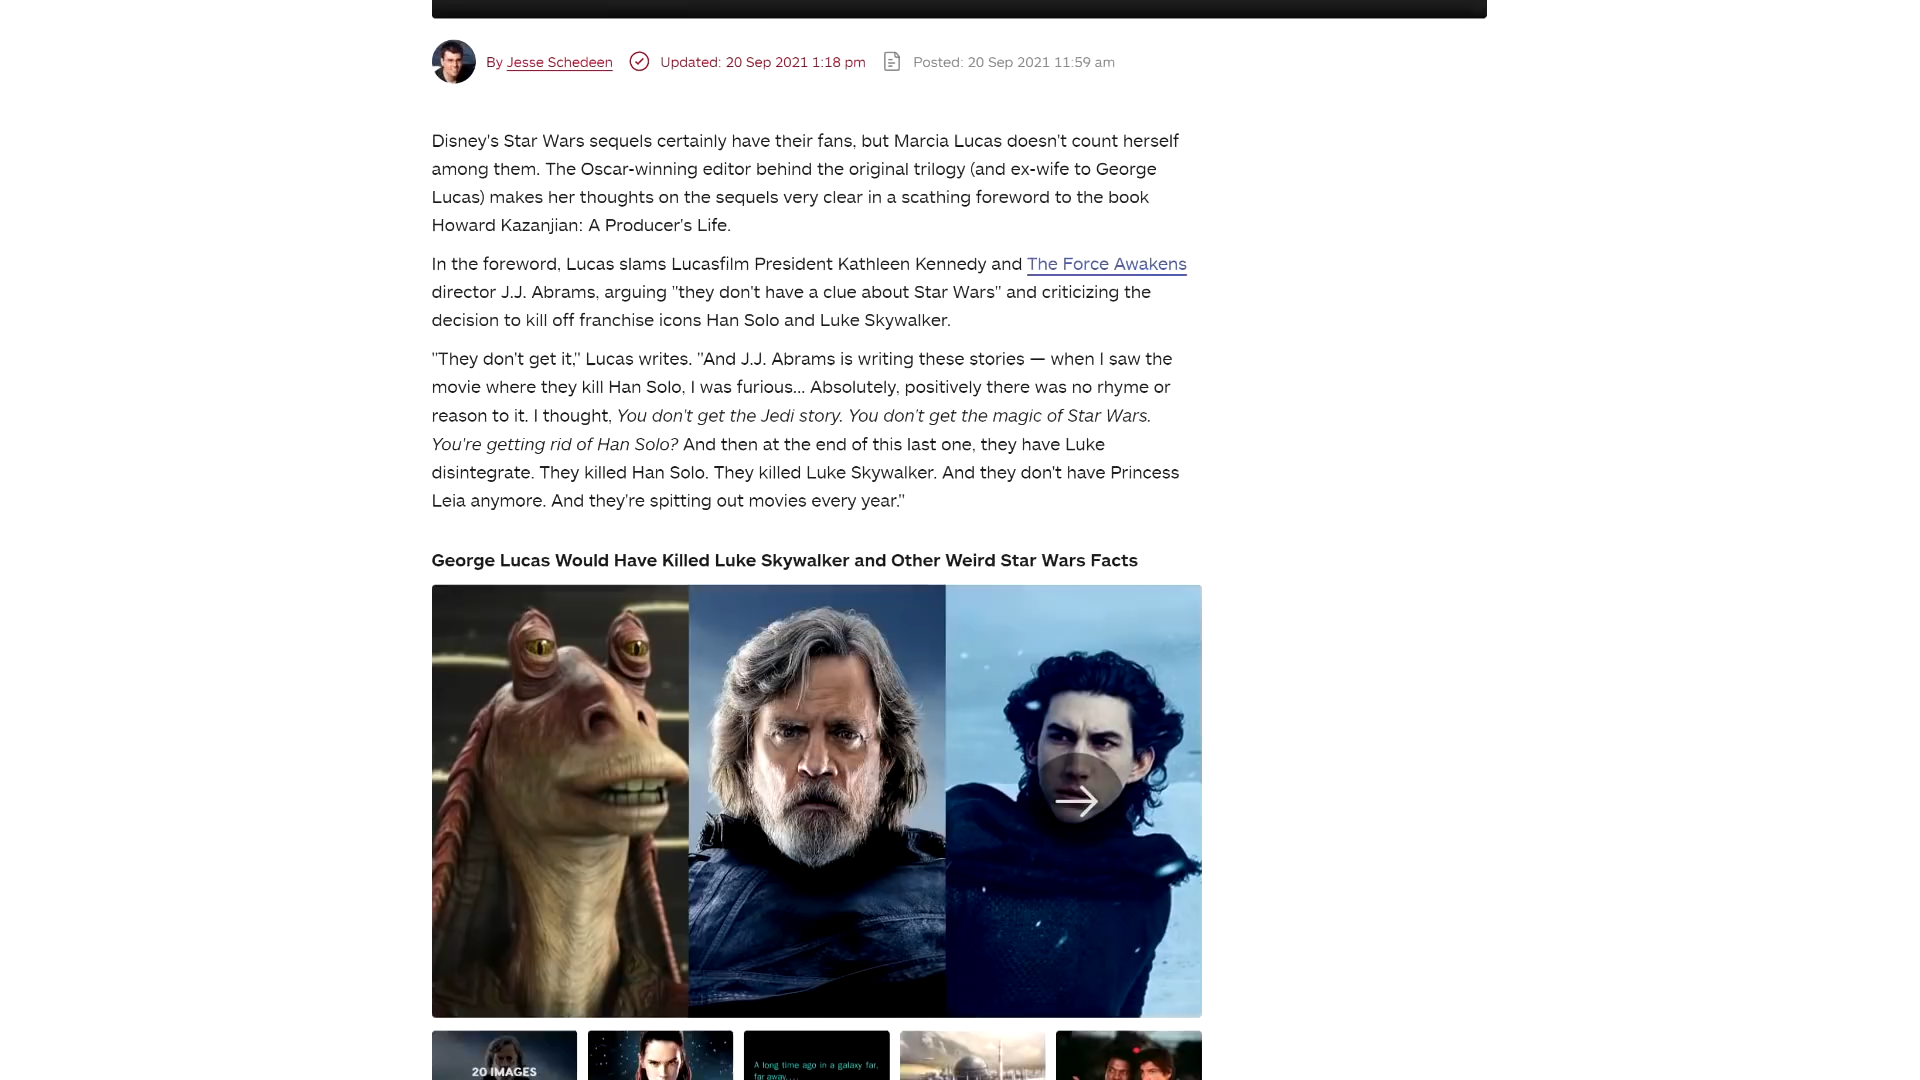 By Jesse Schedeen Updated: 20 Sep 2021 1:18 pm Posted: 20 Sep 2021 11:59 am
Disney's Star Wars sequels certainly have their fans, but Marcia Lucas doesn't count herself
among them. The Oscar-winning editor behind the original trilogy (and ex-wife to George
Lucas) makes her thoughts on the sequels very clear in a scathing foreword to the book
Howard Kazanjian: A Producer's Life.
In the foreword, Lucas slams Lucasfilm President Kathleen Kennedy and The Force Awakens
director J.J. Abrams, arguing "they don't have a clue about Star Wars" and criticizing the
decision to kill off franchise icons Han Solo and Luke Skywalker.
"They don't get it," Lucas writes. "And J.J. Abrams is writing these stories — when I saw the
movie where they kill Han Solo, I was furious... Absolutely, positively there was no rhyme or
reason to it. I thought, You don't get the Jedi story. You don't get the magic of Star Wars.
You're getting rid of Han Solo? And then at the end of this last one, they have Luke
disintegrate. They killed Han Solo. They killed Luke Skywalker. And they don't have Princess
Leia anymore. And they're spitting out movies every year."
George Lucas Would Have Killed Luke Skywalker and Other Weird Star Wars Facts
20 IMAGES
A long time ago in a galaxy far,
far away....